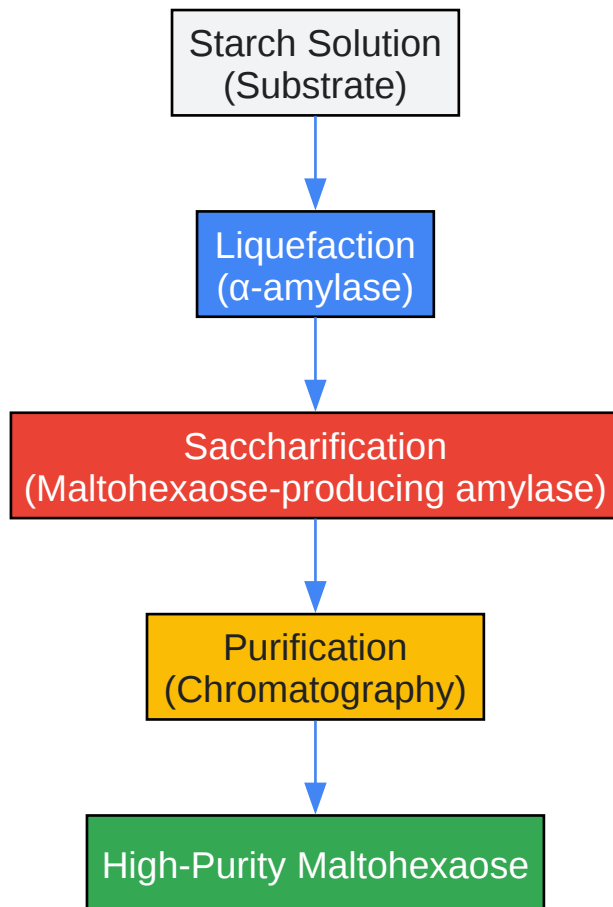 Starch Solution
(Substrate)
Liquefaction
(α-amylase)
Saccharification
(Maltohexaose-producing amylase)
Purification
(Chromatography)
High-Purity Maltohexaose